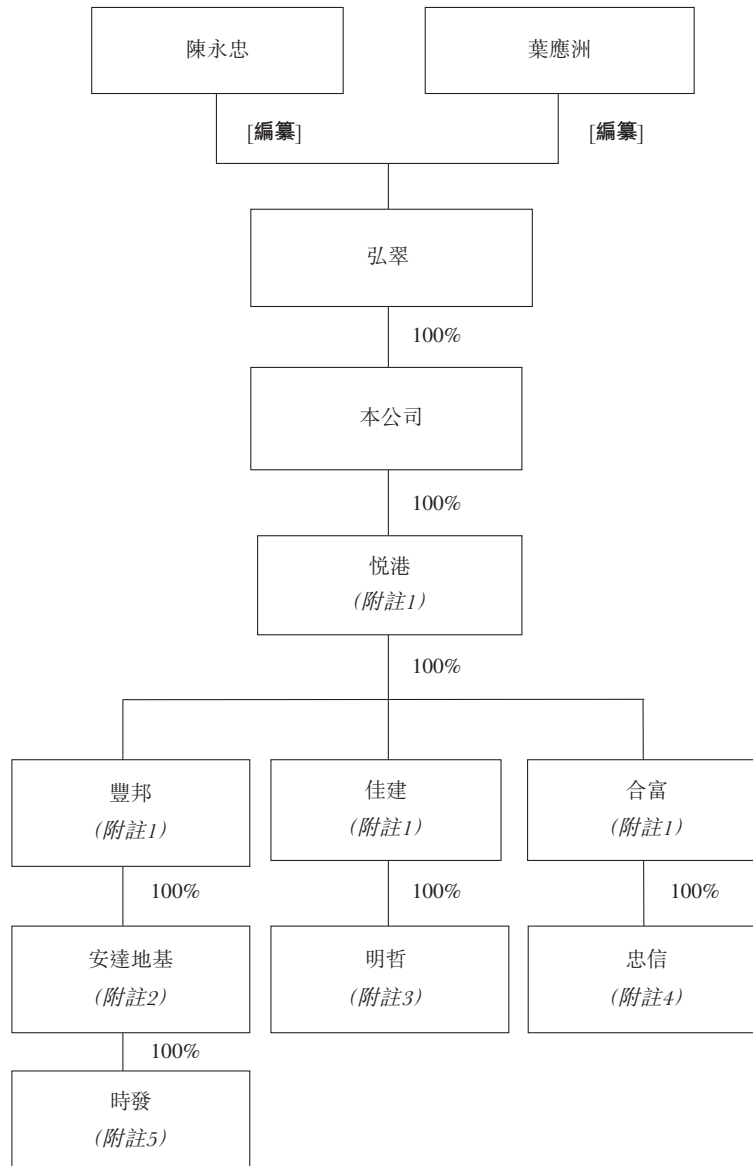 陳永忠
葉應洲
[編纂]
[編纂]
弘翠
100%
本公司
100%
悦港
(附註1)
100%
豐邦
(附註1)
佳建
(附註1)
合富
(附註1)
100%
100%
100%
安達地基
(附註2)
明哲
(附註3)
忠信
(附註4)
100%
時發
(附註5)